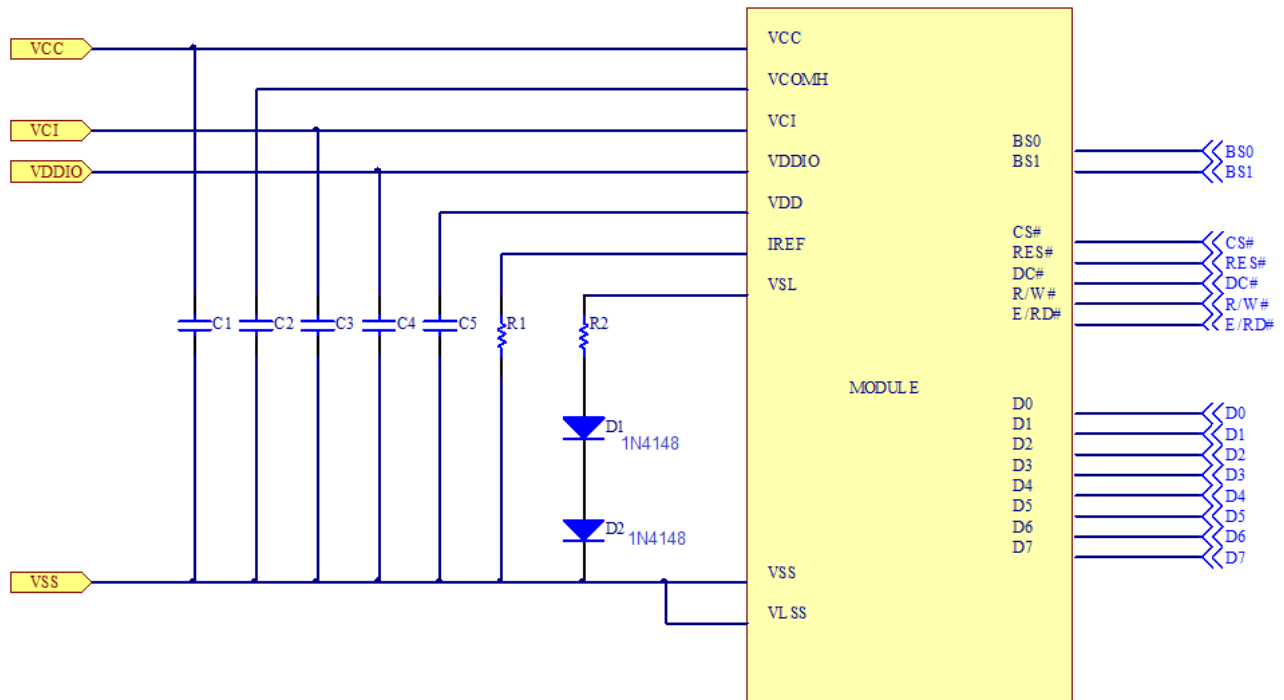 VCC
VCI
VDDIO
VSS
C1
C2
C3
C4
C5
R1
R2
D1
1N4148
D2
1N4148
VCC
VCOMH
VCI
VDDIO
VDD
IREF
VSL
VSS
VLSS
MODULE
BS0
BS1
CS#
RES#
DC#
R/W#
E/RD#
D0
D1
D2
D3
D4
D5
D6
D7
BS0
BS1
CS#
RES#
DC#
R/W#
E/RD#
D0
D1
D2
D3
D4
D5
D6
D7